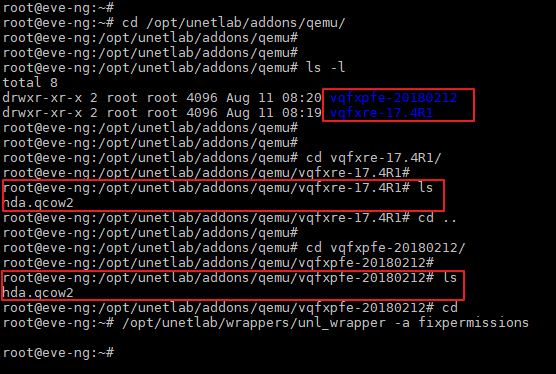 root@eve-ng:~#
root@eve-ng:~# cd /opt/unetlab/addons/qemu/
root@eve-ng:/opt/unetlab/addons/qemu#
root@eve-ng:/opt/unetlab/addons/qemu#
root@eve-ng:/opt/unetlab/addons/qemu# ls -l
total 8
drwxr-xr-x 2 root root 4096 Aug 11 08:20 vqfxpfe-20180212
drwxr-xr-x 2 root root 4096 Aug 11 08:19 vqfxre-17.4R1
root@eve-ng:/opt/unetlab/addons/qemu#
root@eve-ng:/opt/unetlab/addons/qemu#
root@eve-ng:/opt/unetlab/addons/qemu# cd vqfxre-17.4R1/
root@eve-ng:/opt/unetlab/addons/qemu/vqfxre-17.4R1#
root@eve-ng:/opt/unetlab/addons/qemu/vqfxre-17.4R1# ls
hda.qcow2
root@eve-ng:/opt/unetlab/addons/qemu/vqfxre-17.4R1# cd ..
root@eve-ng:/opt/unetlab/addons/qemu#
root@eve-ng:/opt/unetlab/addons/qemu# cd vqfxpfe-20180212/
root@eve-ng:/opt/unetlab/addons/qemu/vqfxpfe-20180212#
root@eve-ng:/opt/unetlab/addons/qemu/vqfxpfe-20180212# ls
hda.qcow2
root@eve-ng:/opt/unetlab/addons/qemu/vqfxpfe-20180212# cd
root@eve-ng:~# /opt/unetlab/wrappers/unl_wrapper -a fixpermissions
root@eve-ng:~#